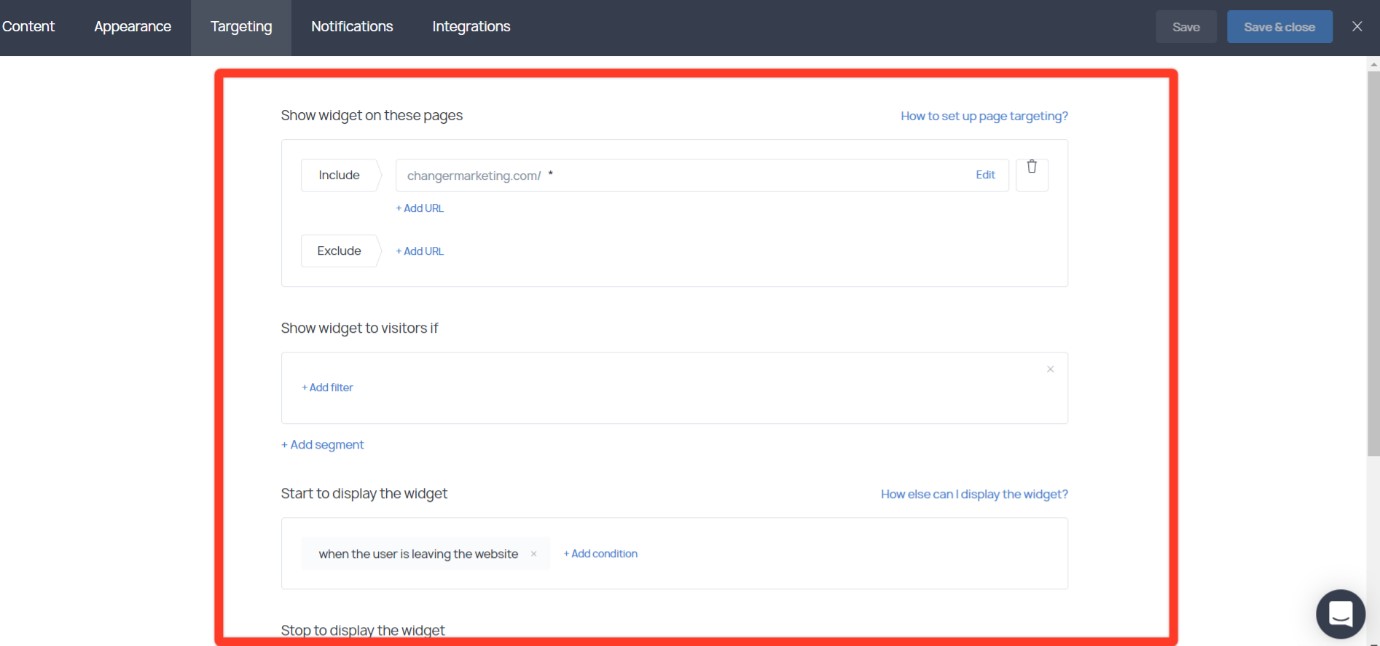 Content Appearance Targeting Notifications Integrations Save Save & close
Show widget on these pages How to set up page targeting?
Include changermarketing.com/ * Edit
+ Add URL
Exclude + Add URL
Show widget to visitors if
+ Add filter
+ Add segment
Start to display the widget How else can I display the widget?
when the user is leaving the website × + Add condition
Stop to display the widget